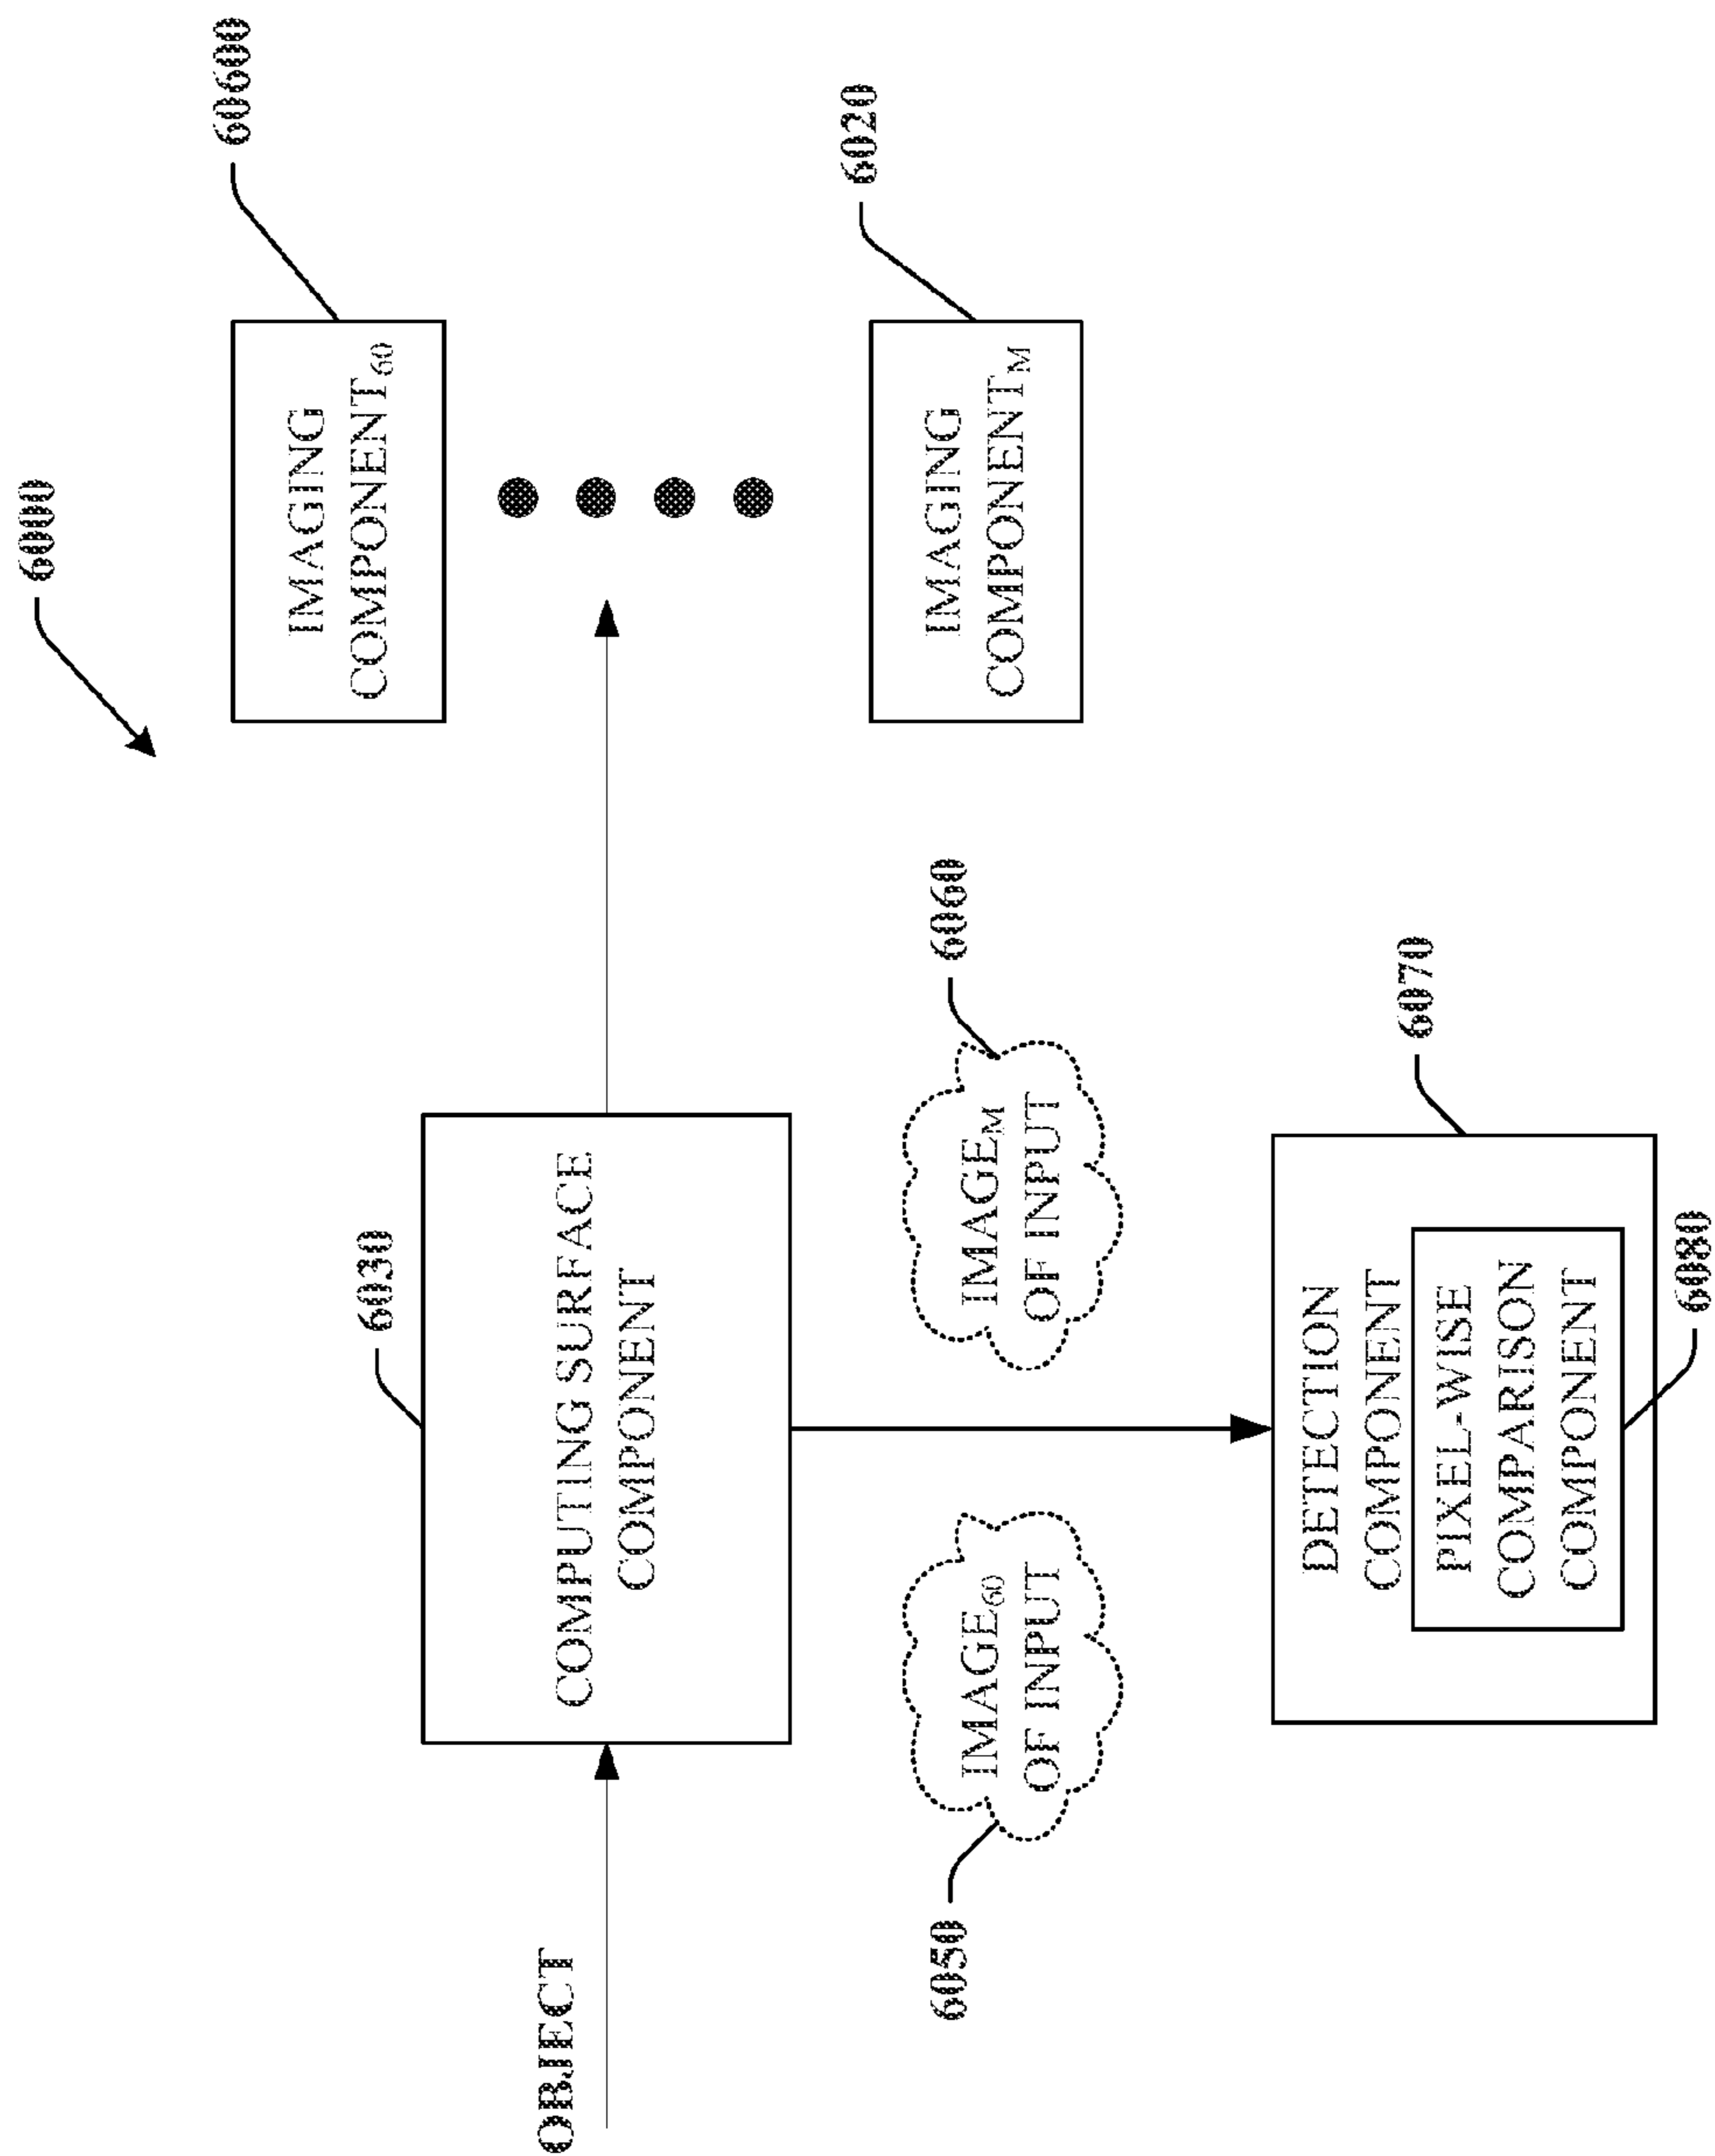 6000
60600
IMAGING
COMPONENT60
6030
OBJECT
COMPUTING SURFACE
COMPONENT
6020
IMAGING
COMPONENTM
6050
IMAGE60
OF INPUT
6060
IMAGEM
OF INPUT
DETECTION
COMPONENT
6070
PIXEL-WISE
COMPARISON
COMPONENT
6080